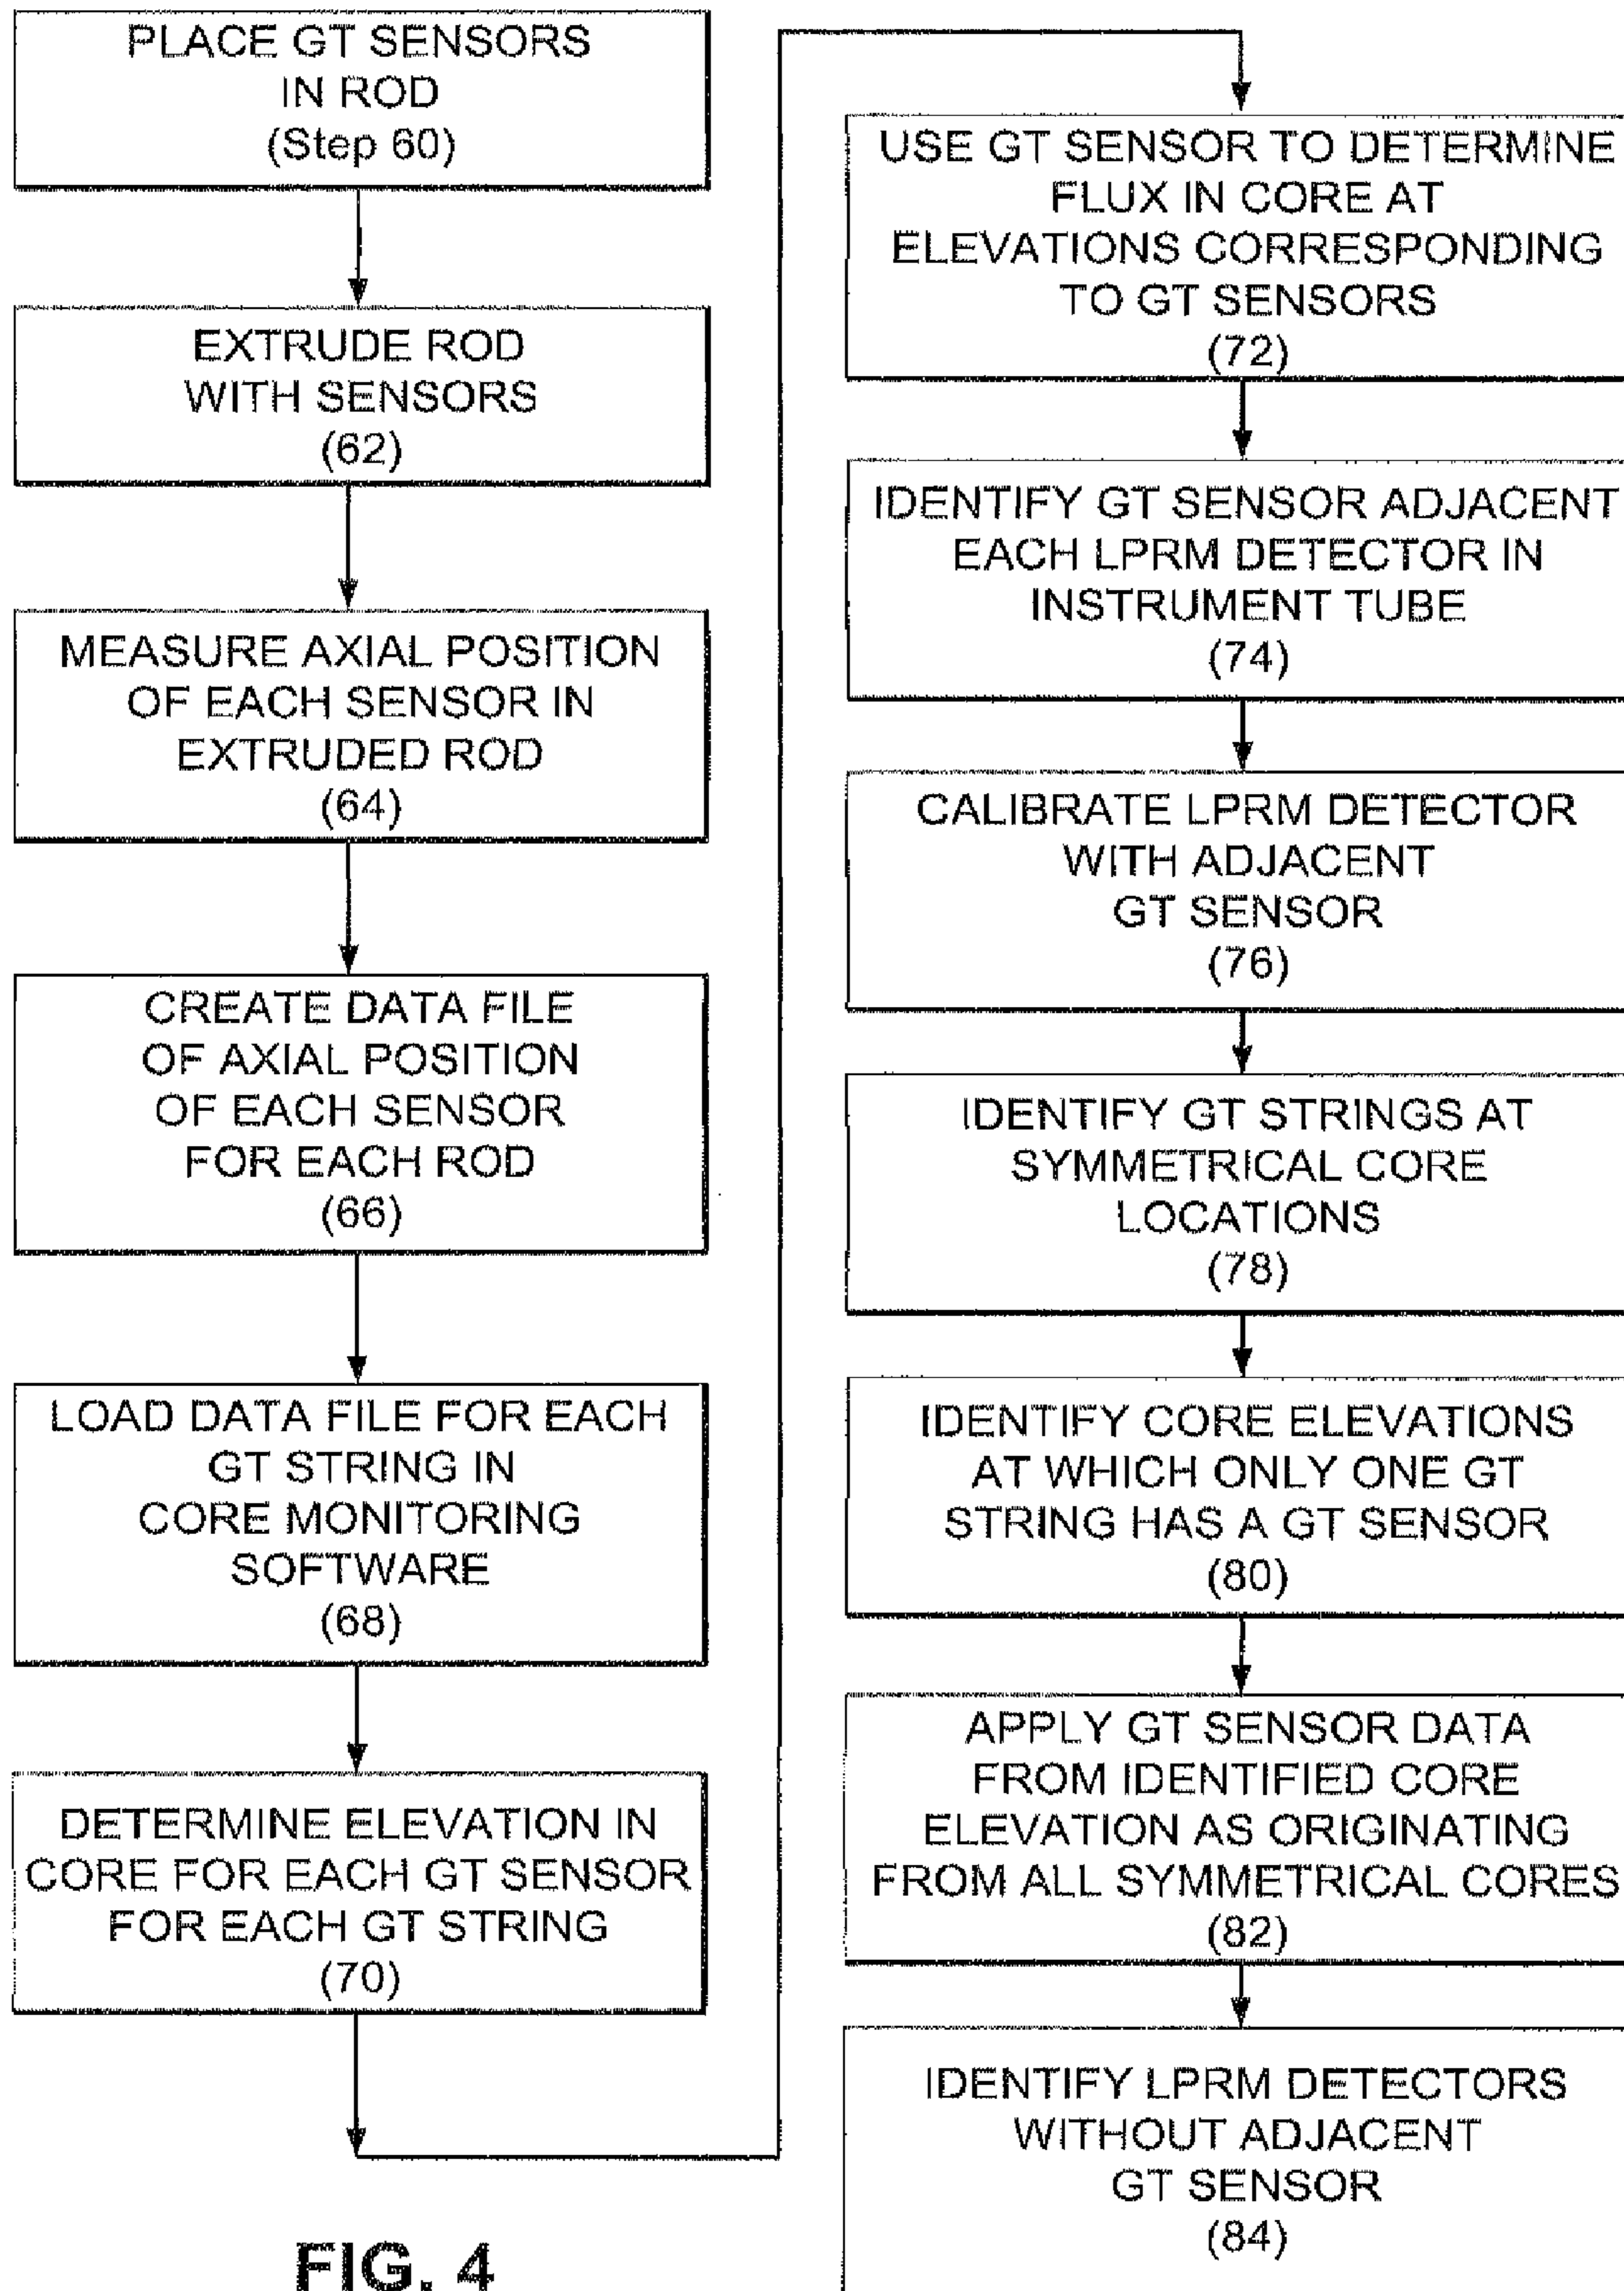 PLACE GT SENSORS
IN ROD
(Step 60)
EXTRUDE ROD
WITH SENSORS
(62)
MEASURE AXIAL POSITION
OF EACH SENSOR IN
EXTRUDED ROD
(64)
CREATE DATA FILE
OF AXIAL POSITION
OF EACH SENSOR
FOR EACH ROD
(66)
LOAD DATA FILE FOR EACH
GT STRING IN
CORE MONITORING
SOFTWARE
(68)
DETERMINE ELEVATION IN
CORE FOR EACH GT SENSOR
FOR EACH GT STRING
(70)
USE GT SENSOR TO DETERMINE
FLUX IN CORE AT
ELEVATIONS CORRESPONDING
TO GT SENSORS
(72)
IDENTIFY GT SENSOR ADJACENT
EACH LPRM DETECTOR IN
INSTRUMENT TUBE
(74)
CALIBRATE LPRM DETECTOR
WITH ADJACENT
GT SENSOR
(76)
IDENTIFY GT STRINGS AT
SYMMETRICAL CORE
LOCATIONS
(78)
IDENTIFY CORE ELEVATIONS
AT WHICH ONLY ONE GT
STRING HAS A GT SENSOR
(80)
APPLY GT SENSOR DATA
FROM IDENTIFIED CORE
ELEVATION AS ORIGINATING
FROM ALL SYMMETRICAL CORES
(82)
IDENTIFY LPRM DETECTORS
WITHOUT ADJACENT
GT SENSOR
(84)
FIG. 4